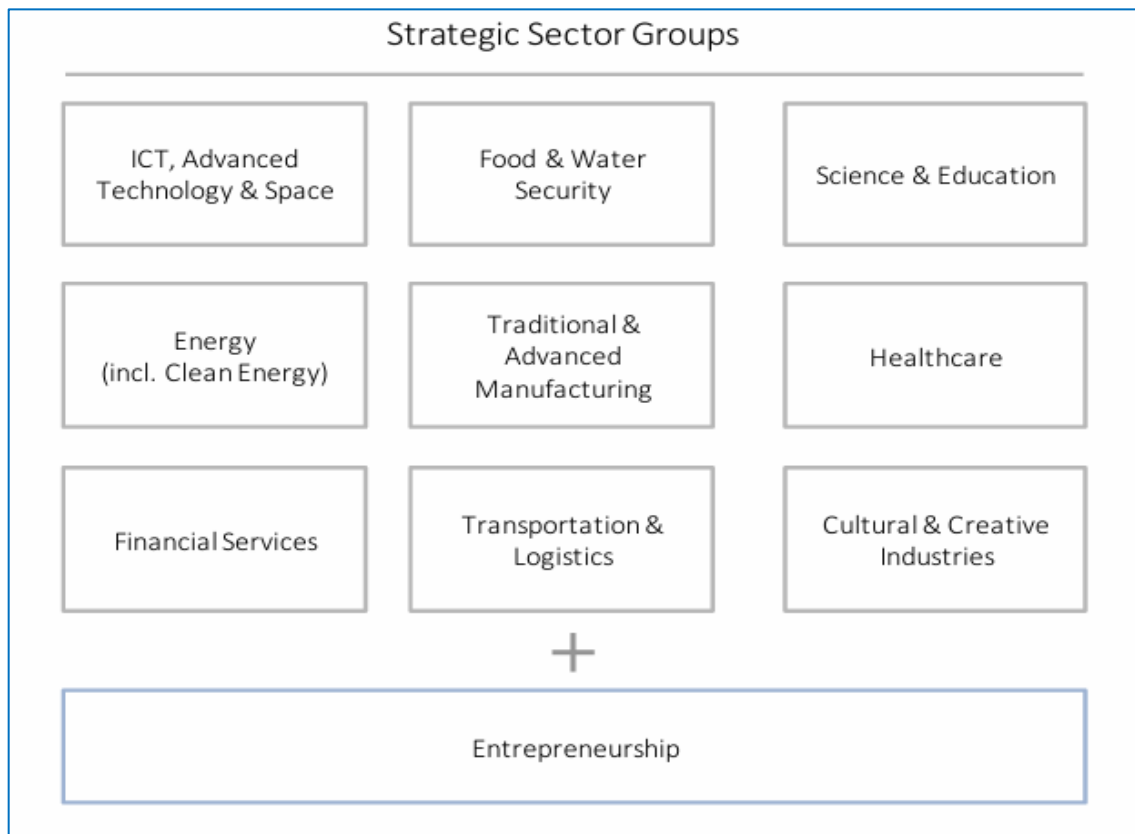 Strategic Sector Groups
ICT, Advanced
Technology & Space
Food & Water
Security
Science & Education
Energy
(incl. Clean Energy)
Traditional &
Advanced
Manufacturing
Healthcare
Financial Services
Transportation &
Logistics
Cultural & Creative
Industries
+
Entrepreneurship